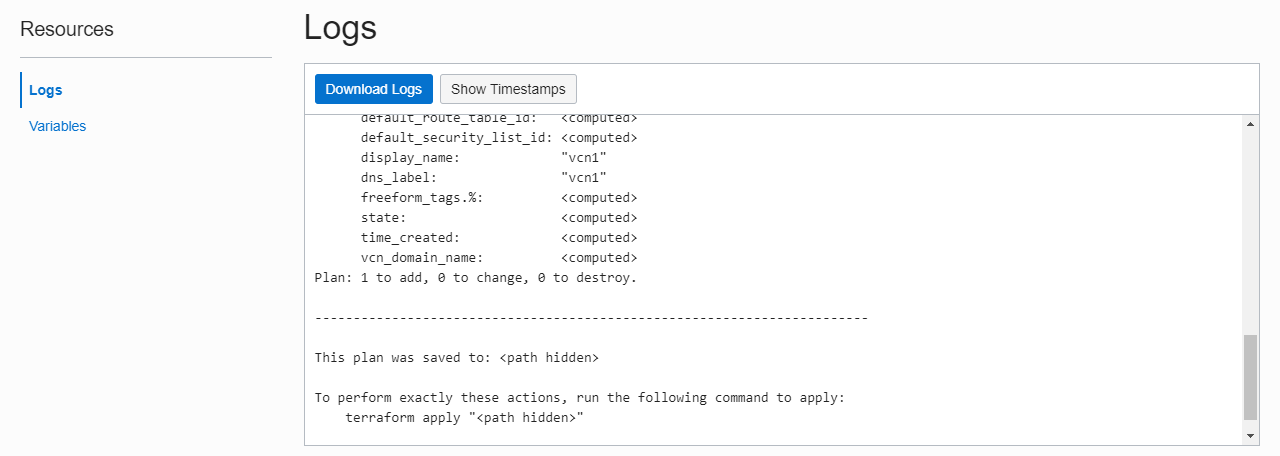 Resources
Logs
Variables
Logs
Download Logs Show Timestamps
default_route_table_id: <computed>
default_security_list_id: <computed>
display_name: "vcn1"
dns_label: "vcn1"
freeform_tags.%: <computed>
state: <computed>
time_created: <computed>
vcn_domain_name: <computed>
Plan: 1 to add, 0 to change, 0 to destroy.
------------------------------------------------------------------------
This plan was saved to: <path hidden>
To perform exactly these actions, run the following command to apply:
terraform apply "<path hidden>"